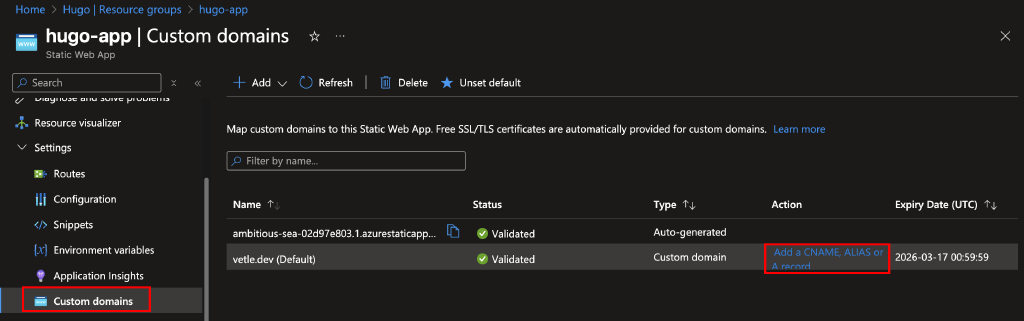 Home > Hugo | Resource groups > hugo-app
hugo-app | Custom domains ☆ ...
Static Web App
Search
Add Refresh Delete Unset default
Diagnose and solve problems
Resource visualizer
Settings
Routes
Configuration
Snippets
Environment variables
Application Insights
Custom domains
Map custom domains to this Static Web App. Free SSL/TLS certificates are automatically provided for custom domains. Learn more
Filter by name...
Name Status Type Action Expiry Date (UTC)
ambitious-sea-02d97e803.1.azurestaticapp... Validated Auto-generated
vetle.dev (Default) Validated Custom domain Add a CNAME, ALIAS or 2026-03-17 00:59:59
A record